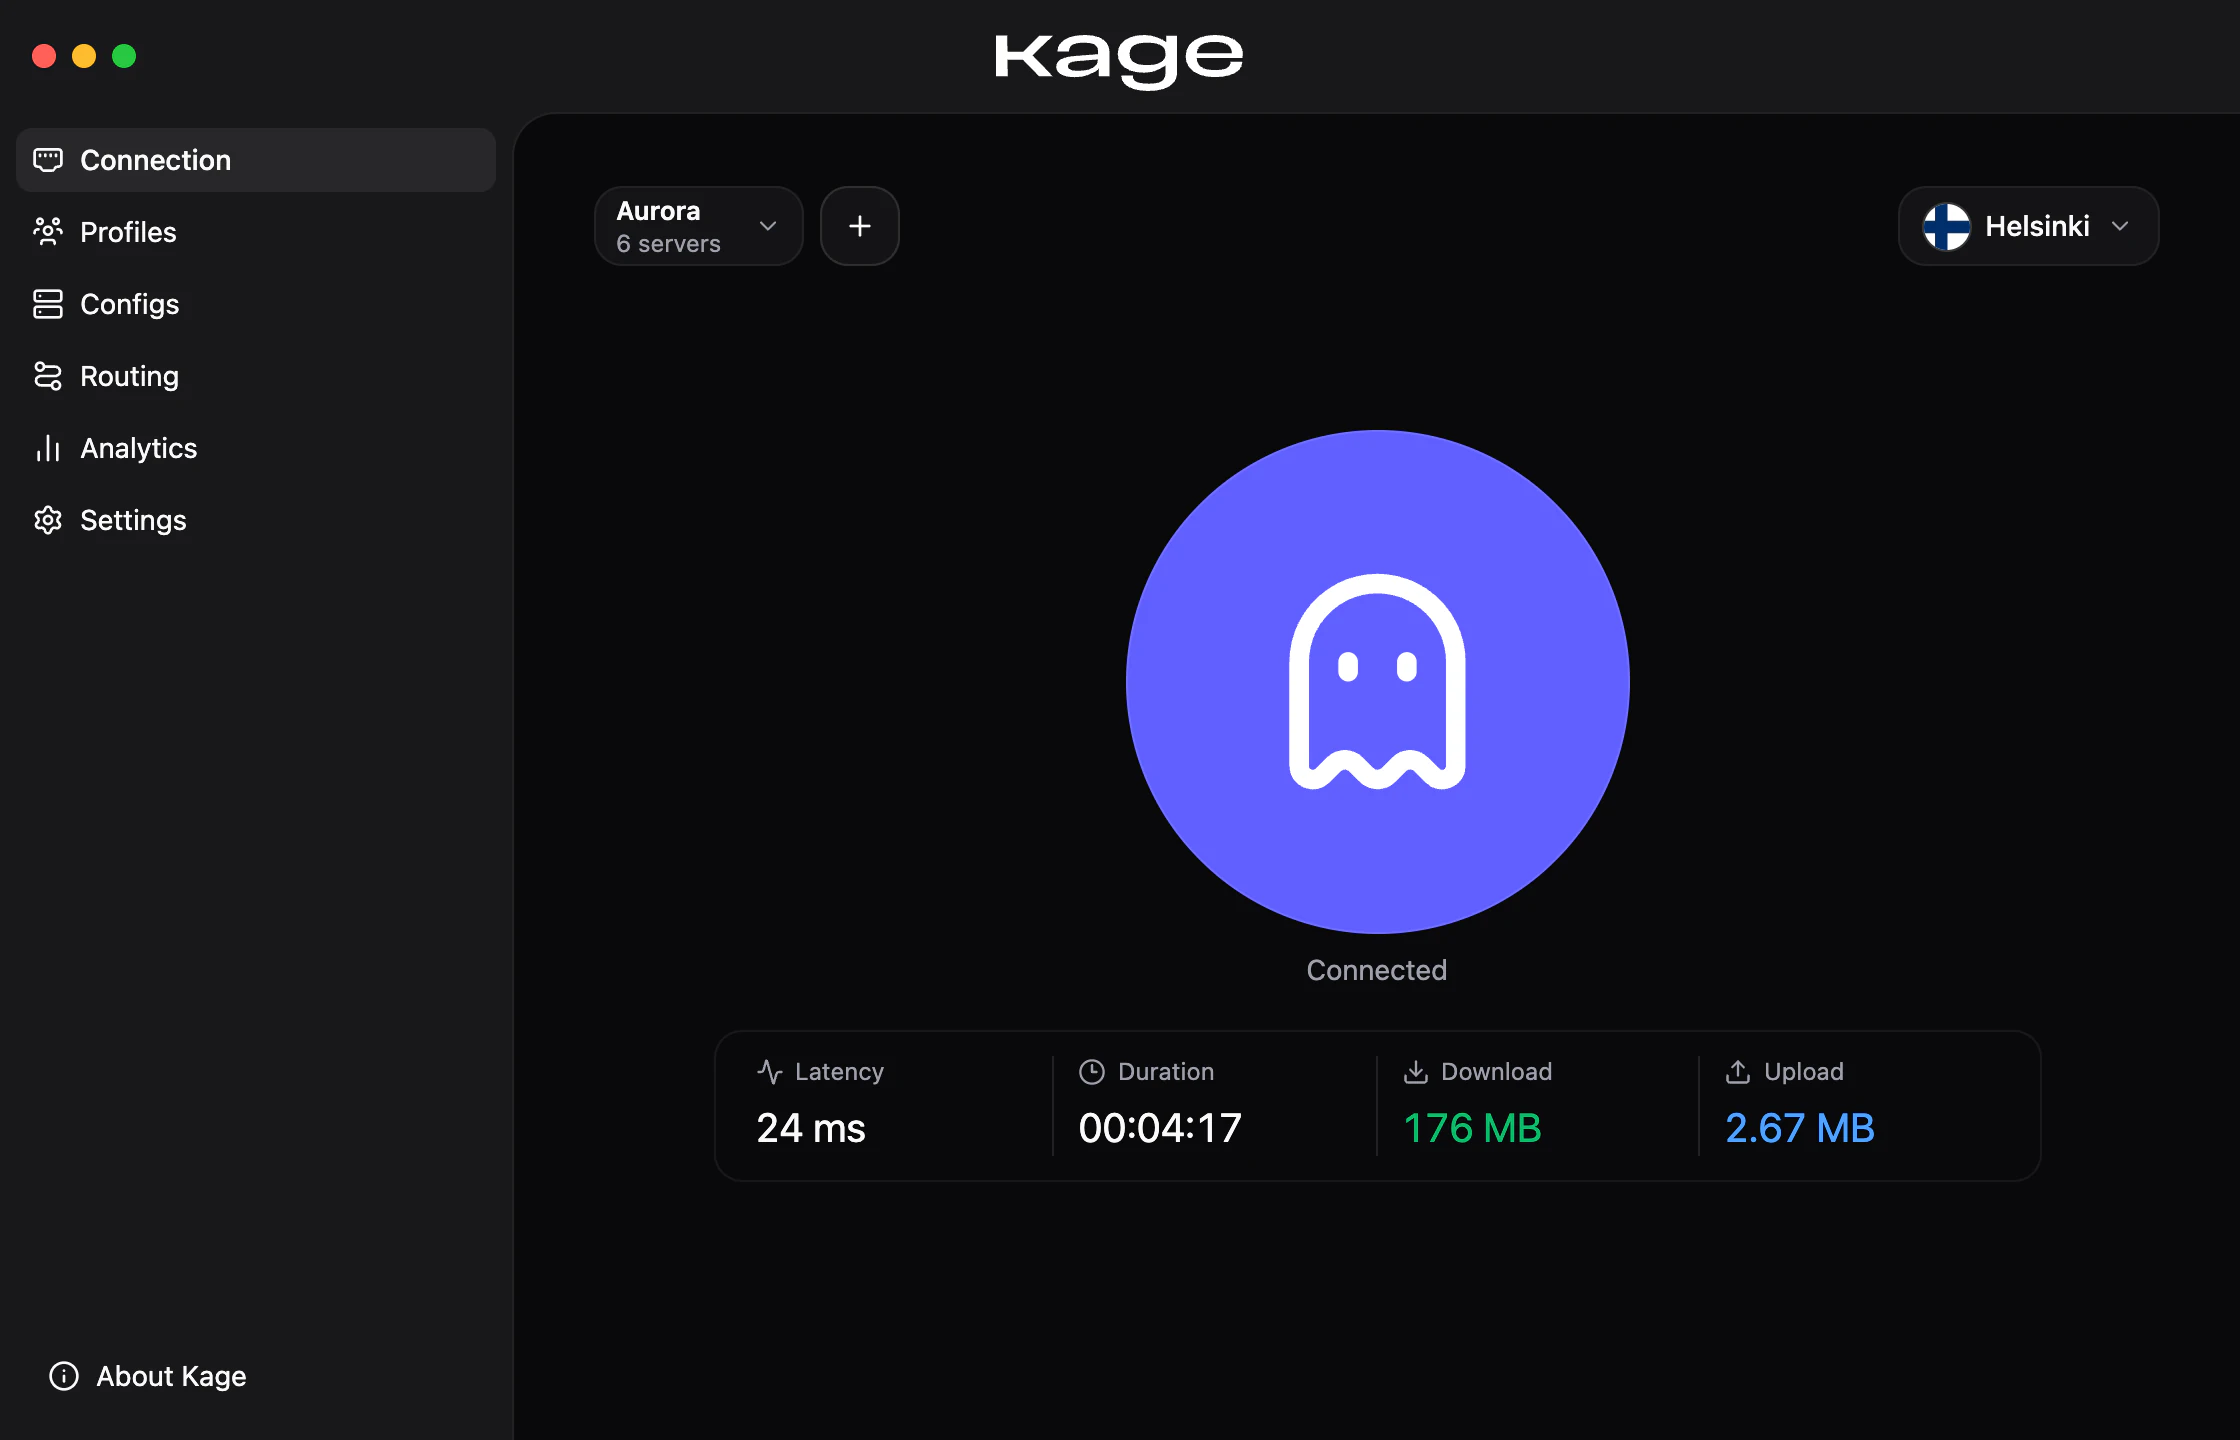 Kage
Connection
Profiles
Configs
Routing
Analytics
Settings
About Kage
Aurora
6 servers
Helsinki
Connected
Latency
24 ms
Duration
00:04:17
Download
176 MB
Upload
2.67 MB